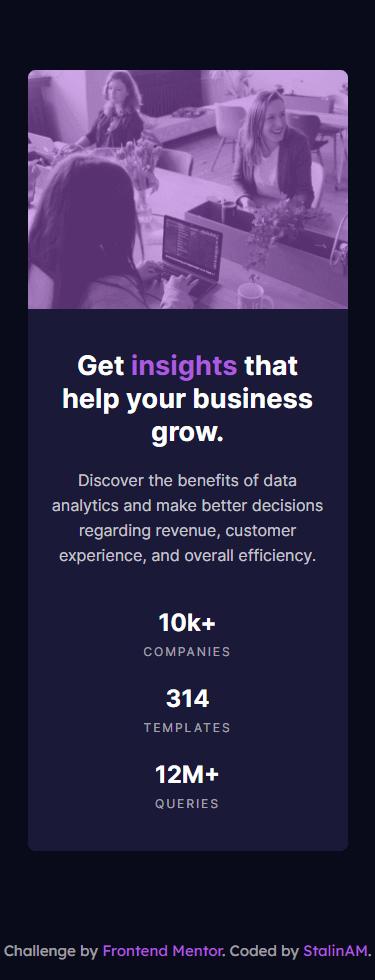 Get insights that
help your business
grow.
Discover the benefits of data
analytics and make better decisions
regarding revenue, customer
experience, and overall efficiency.
10k+
COMPANIES
314
TEMPLATES
12M+
QUERIES
Challenge by Frontend Mentor. Coded by StalinAM.